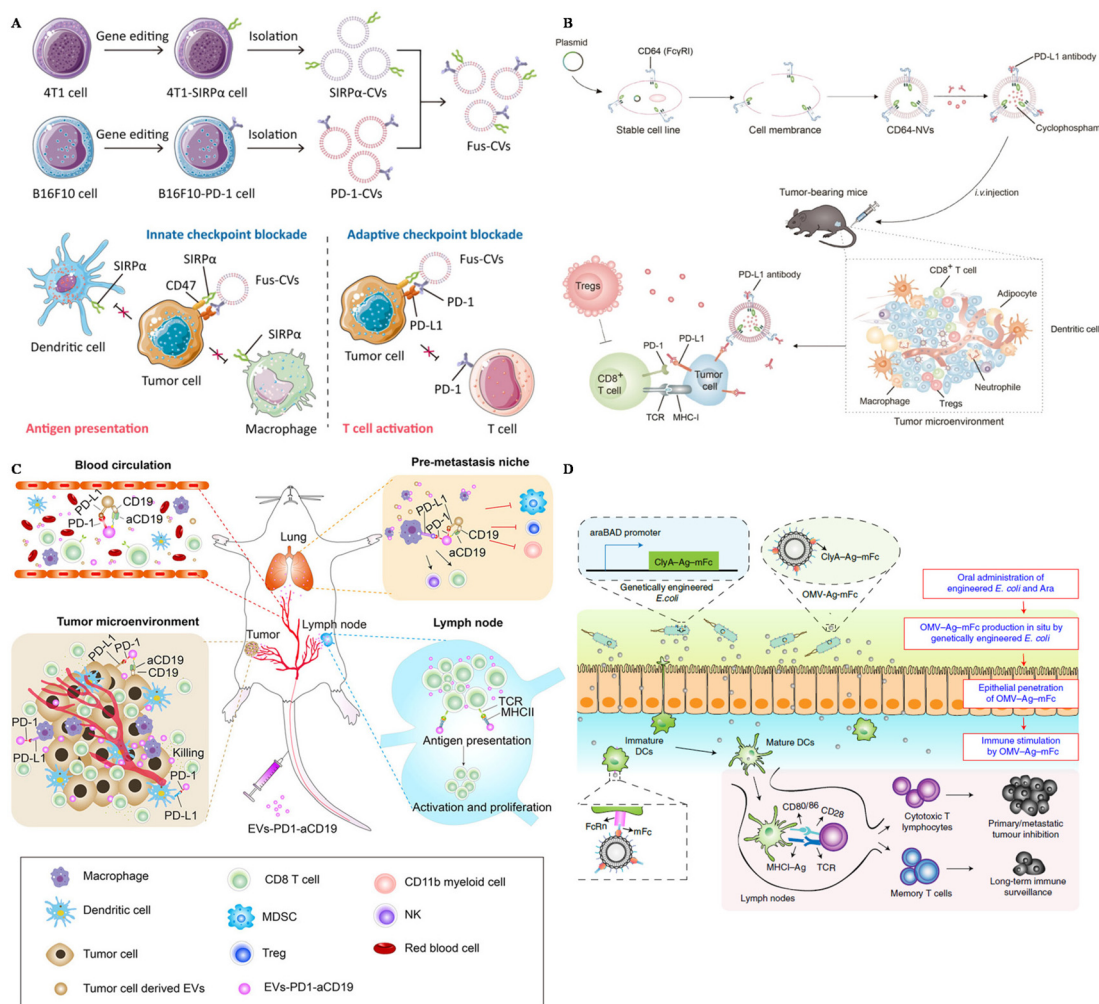 A
Gene editing
Isolation
4T1 cell
4T1-SIRPα cell
SIRPα-CVs
Gene editing
Isolation
Fus-CVs
B16F10 cell
B16F10-PD-1 cell
PD-1-CVs
Innate checkpoint blockade
Adaptive checkpoint blockade
SIRPα
SIRPα
CD47
Fus-CVs
Fus-CVs
PD-1
PD-L1
Dendritic cell
Tumor cell
SIRPα
Tumor cell
PD-1
Macrophage
T cell
Antigen presentation
T cell activation
B
Plasmid
CD64 (FcγRI)
PD-L1 antibody
Stable cell line
Cell membrance
CD64-NVs
Cyclophospham
i.v.injection
Tumor-bearing mice
PD-L1 antibody
Tregs
CD8+ T cell
Adipocyte
Dentritic cell
PD-1
PD-L1
CD8+
T cell
Tumor
cell
Neutrophile
TCR
MHC-I
Macrophage
Tregs
Tumor microenvironment
C
Blood circulation
PD-L1
CD19
PD-1
aCD19
Pre-metastasis niche
PD-L1
PD-1
CD19
aCD19
Lung
Tumor
Lymph node
Tumor microenvironment
PD-L1
PD-1
aCD19
CD19
PD-1
PD-L1
Killing
PD-1
PD-L1
Lymph node
TCR
MHCII
Antigen presentation
Activation and proliferation
EVs-PD1-aCD19
Macrophage
CD8 T cell
CD11b myeloid cell
Dendritic cell
MDSC
NK
Tumor cell
Treg
Red blood cell
Tumor cell derived EVs
EVs-PD1-aCD19
D
araBAD promoter
ClyA–Ag–mFc
Genetically engineered
E.coli
ClyA–Ag–mFc
OMV-Ag-mFc
Oral administration of
engineered E. coli and Ara
OMV–Ag–mFc production in situ by
genetically engineered E. coli
Epithelial penetration
of OMV–Ag–mFc
Immune stimulation
by OMV–Ag–mFc
Immature
DCs
Mature DCs
FcRn
mFc
CD80/86
CD28
MHCI–Ag
TCR
Lymph nodes
Cytotoxic T
lymphocytes
Primary/metastatic
tumour inhibition
Memory T cells
Long-term immune
surveillance